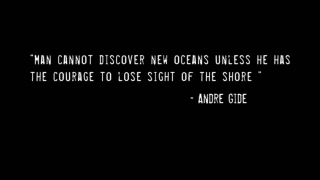 "MAN CANNOT DISCOVER NEW OCEANS UNLESS HE HAS
THE COURAGE TO LOSE SIGHT OF THE SHORE "
- ANDRE GIDE